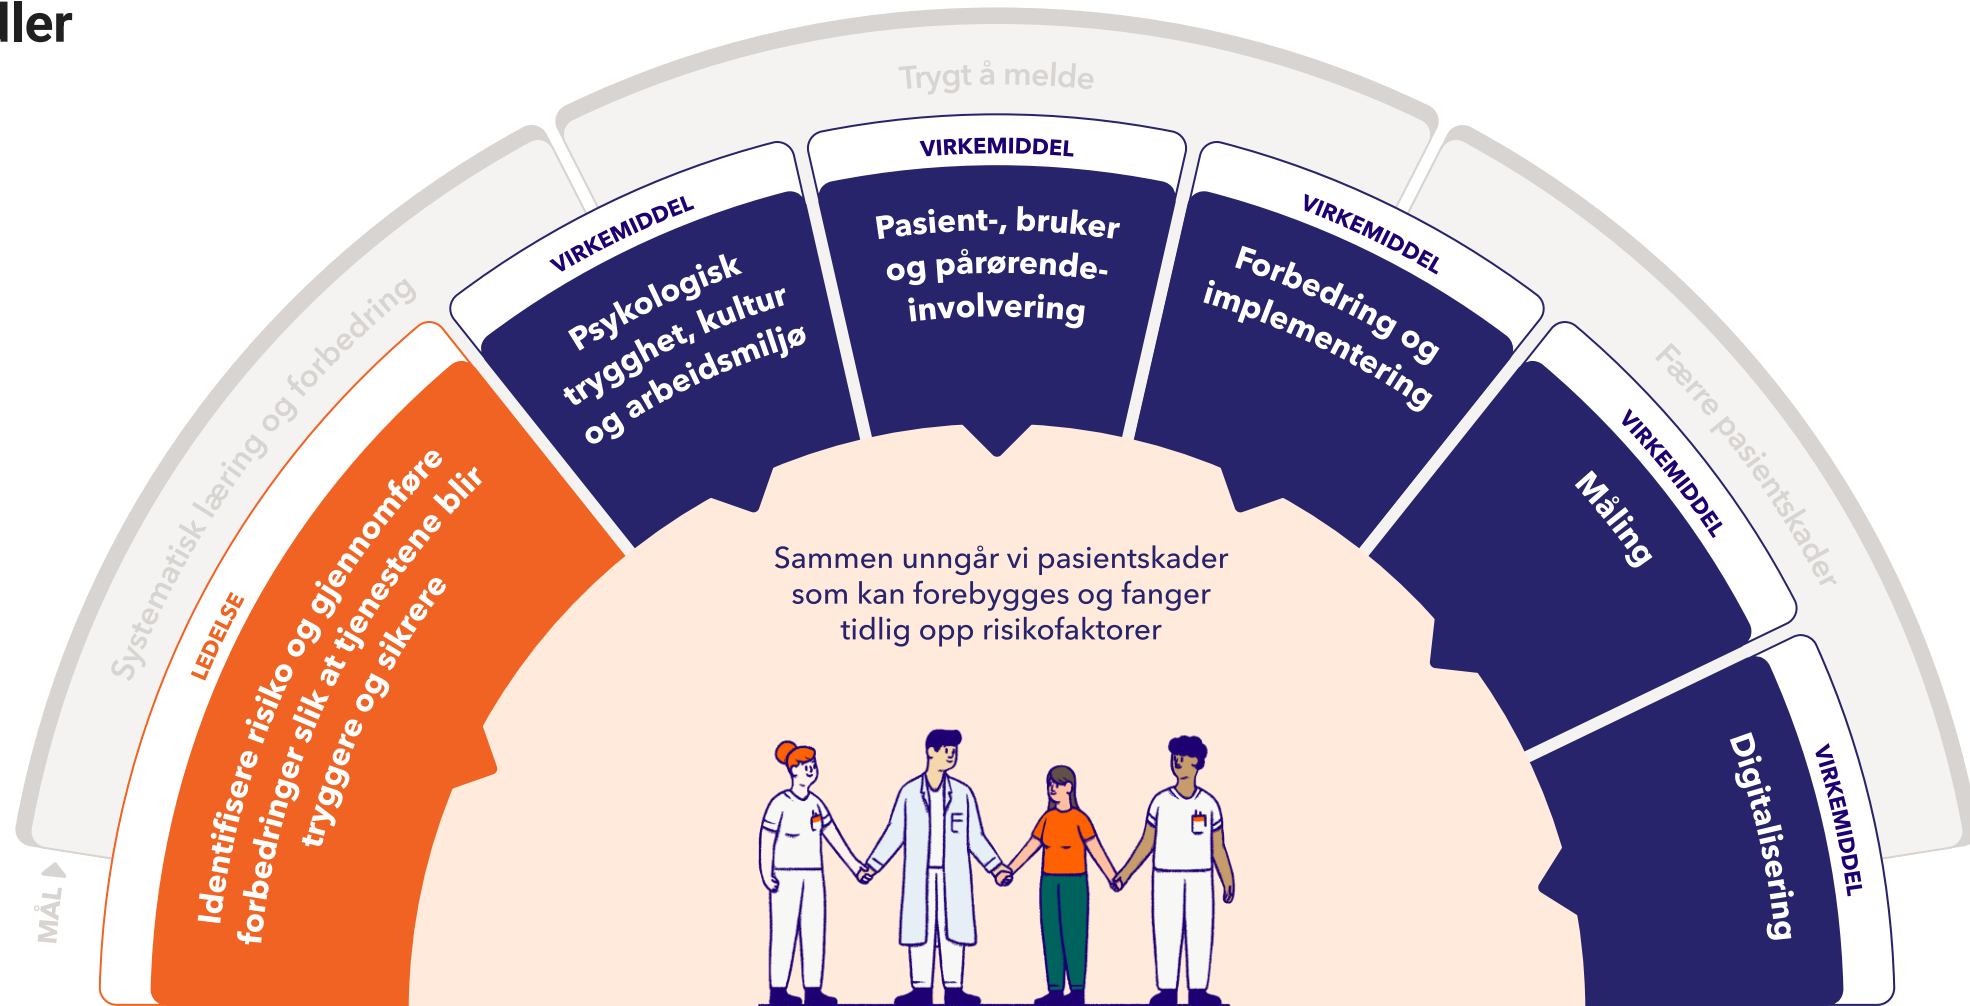 ller
Trygt å melde
Systematisk læring og forbedring
Færre pasientskader
MÅL
LEDELSE
Identifisere risiko og gjennomføre
forbedringer slik at tjenestene blir
tryggere og sikrere
VIRKEMIDDEL
Psykologisk
trygghet, kultur
og arbeidsmiljø
VIRKEMIDDEL
Pasient-, bruker
og pårørende-
involvering
VIRKEMIDDEL
Forbedring og
implementering
VIRKEMIDDEL
Måling
VIRKEMIDDEL
Digitalisering
Sammen unngår vi pasientskader
som kan forebygges og fanger
tidlig opp risikofaktorer